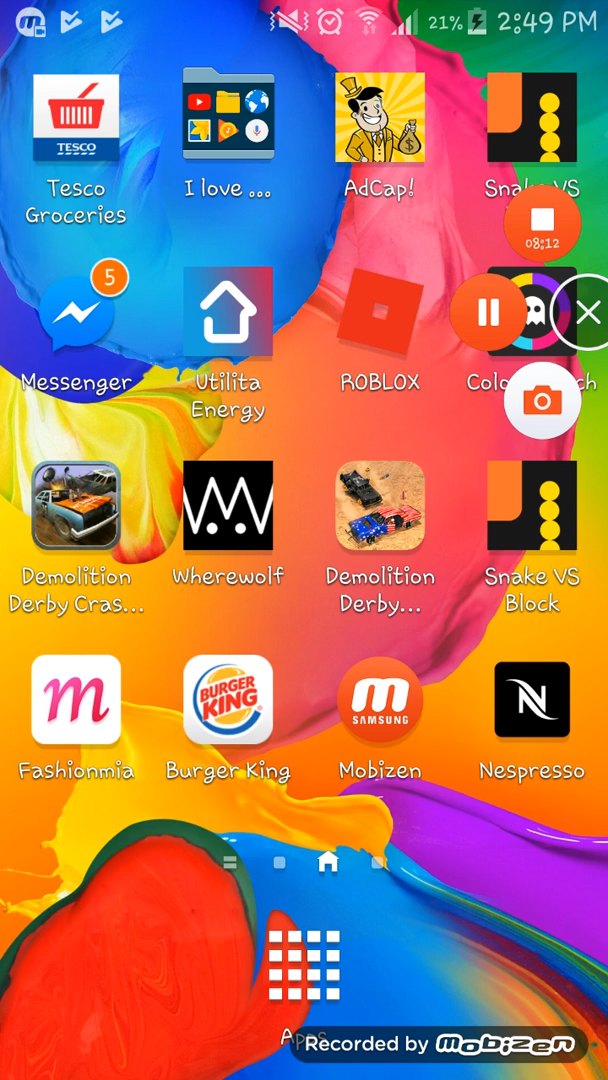 21% 2:49 PM
TESCO
Tesco
Groceries
I love ...
AdCap!
Snake VS
08:12
5
Messenger
Utilita
Energy
ROBLOX
Demolition
Derby Cras...
Wherewolf
Demolition
Derby...
Snake VS
Block
m
BURGER
KING
m
SAMSUNG
N
Fashionmia
Burger King
Mobizen
Nespresso
Apps
Recorded by mobizen